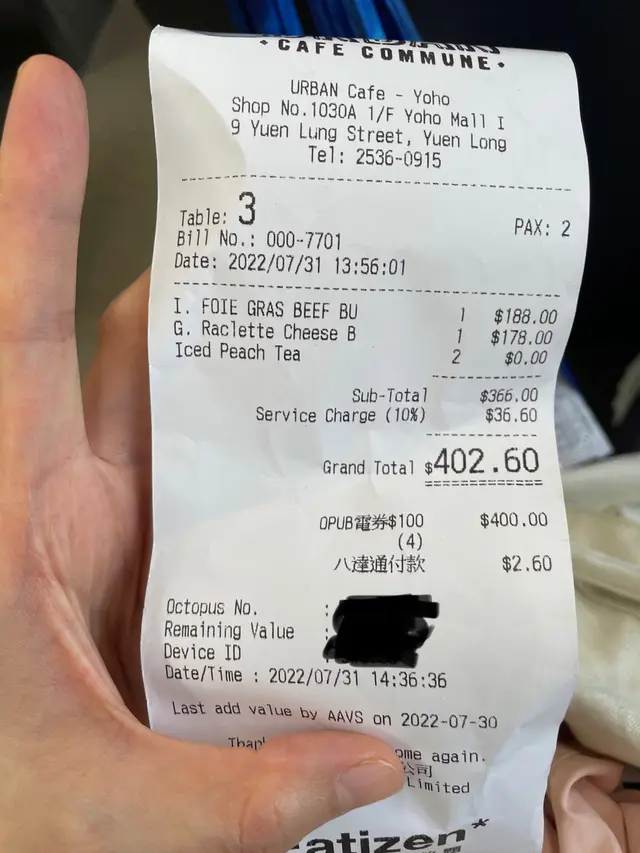 • CAFE COMMUNE •
URBAN Cafe - Yoho
Shop No.1030A 1/F Yoho Mall I
9 Yuen Lung Street, Yuen Long
Tel: 2536-0915
Table: 3 PAX: 2
Bill No.: 000-7701
Date: 2022/07/31 13:56:01
I. FOIE GRAS BEEF BU 1 $188.00
G. Raclette Cheese B 1 $178.00
Iced Peach Tea 2 $0.00
Sub-Total $366.00
Service Charge (10%) $36.60
Grand Total $402.60
OPUB電券$100 $400.00
(4)
八達通付款 $2.60
Octopus No. :
Remaining Value :
Device ID :
Date/Time : 2022/07/31 14:36:36
Last add value by AAVS on 2022-07-30
again.
公司
Limited